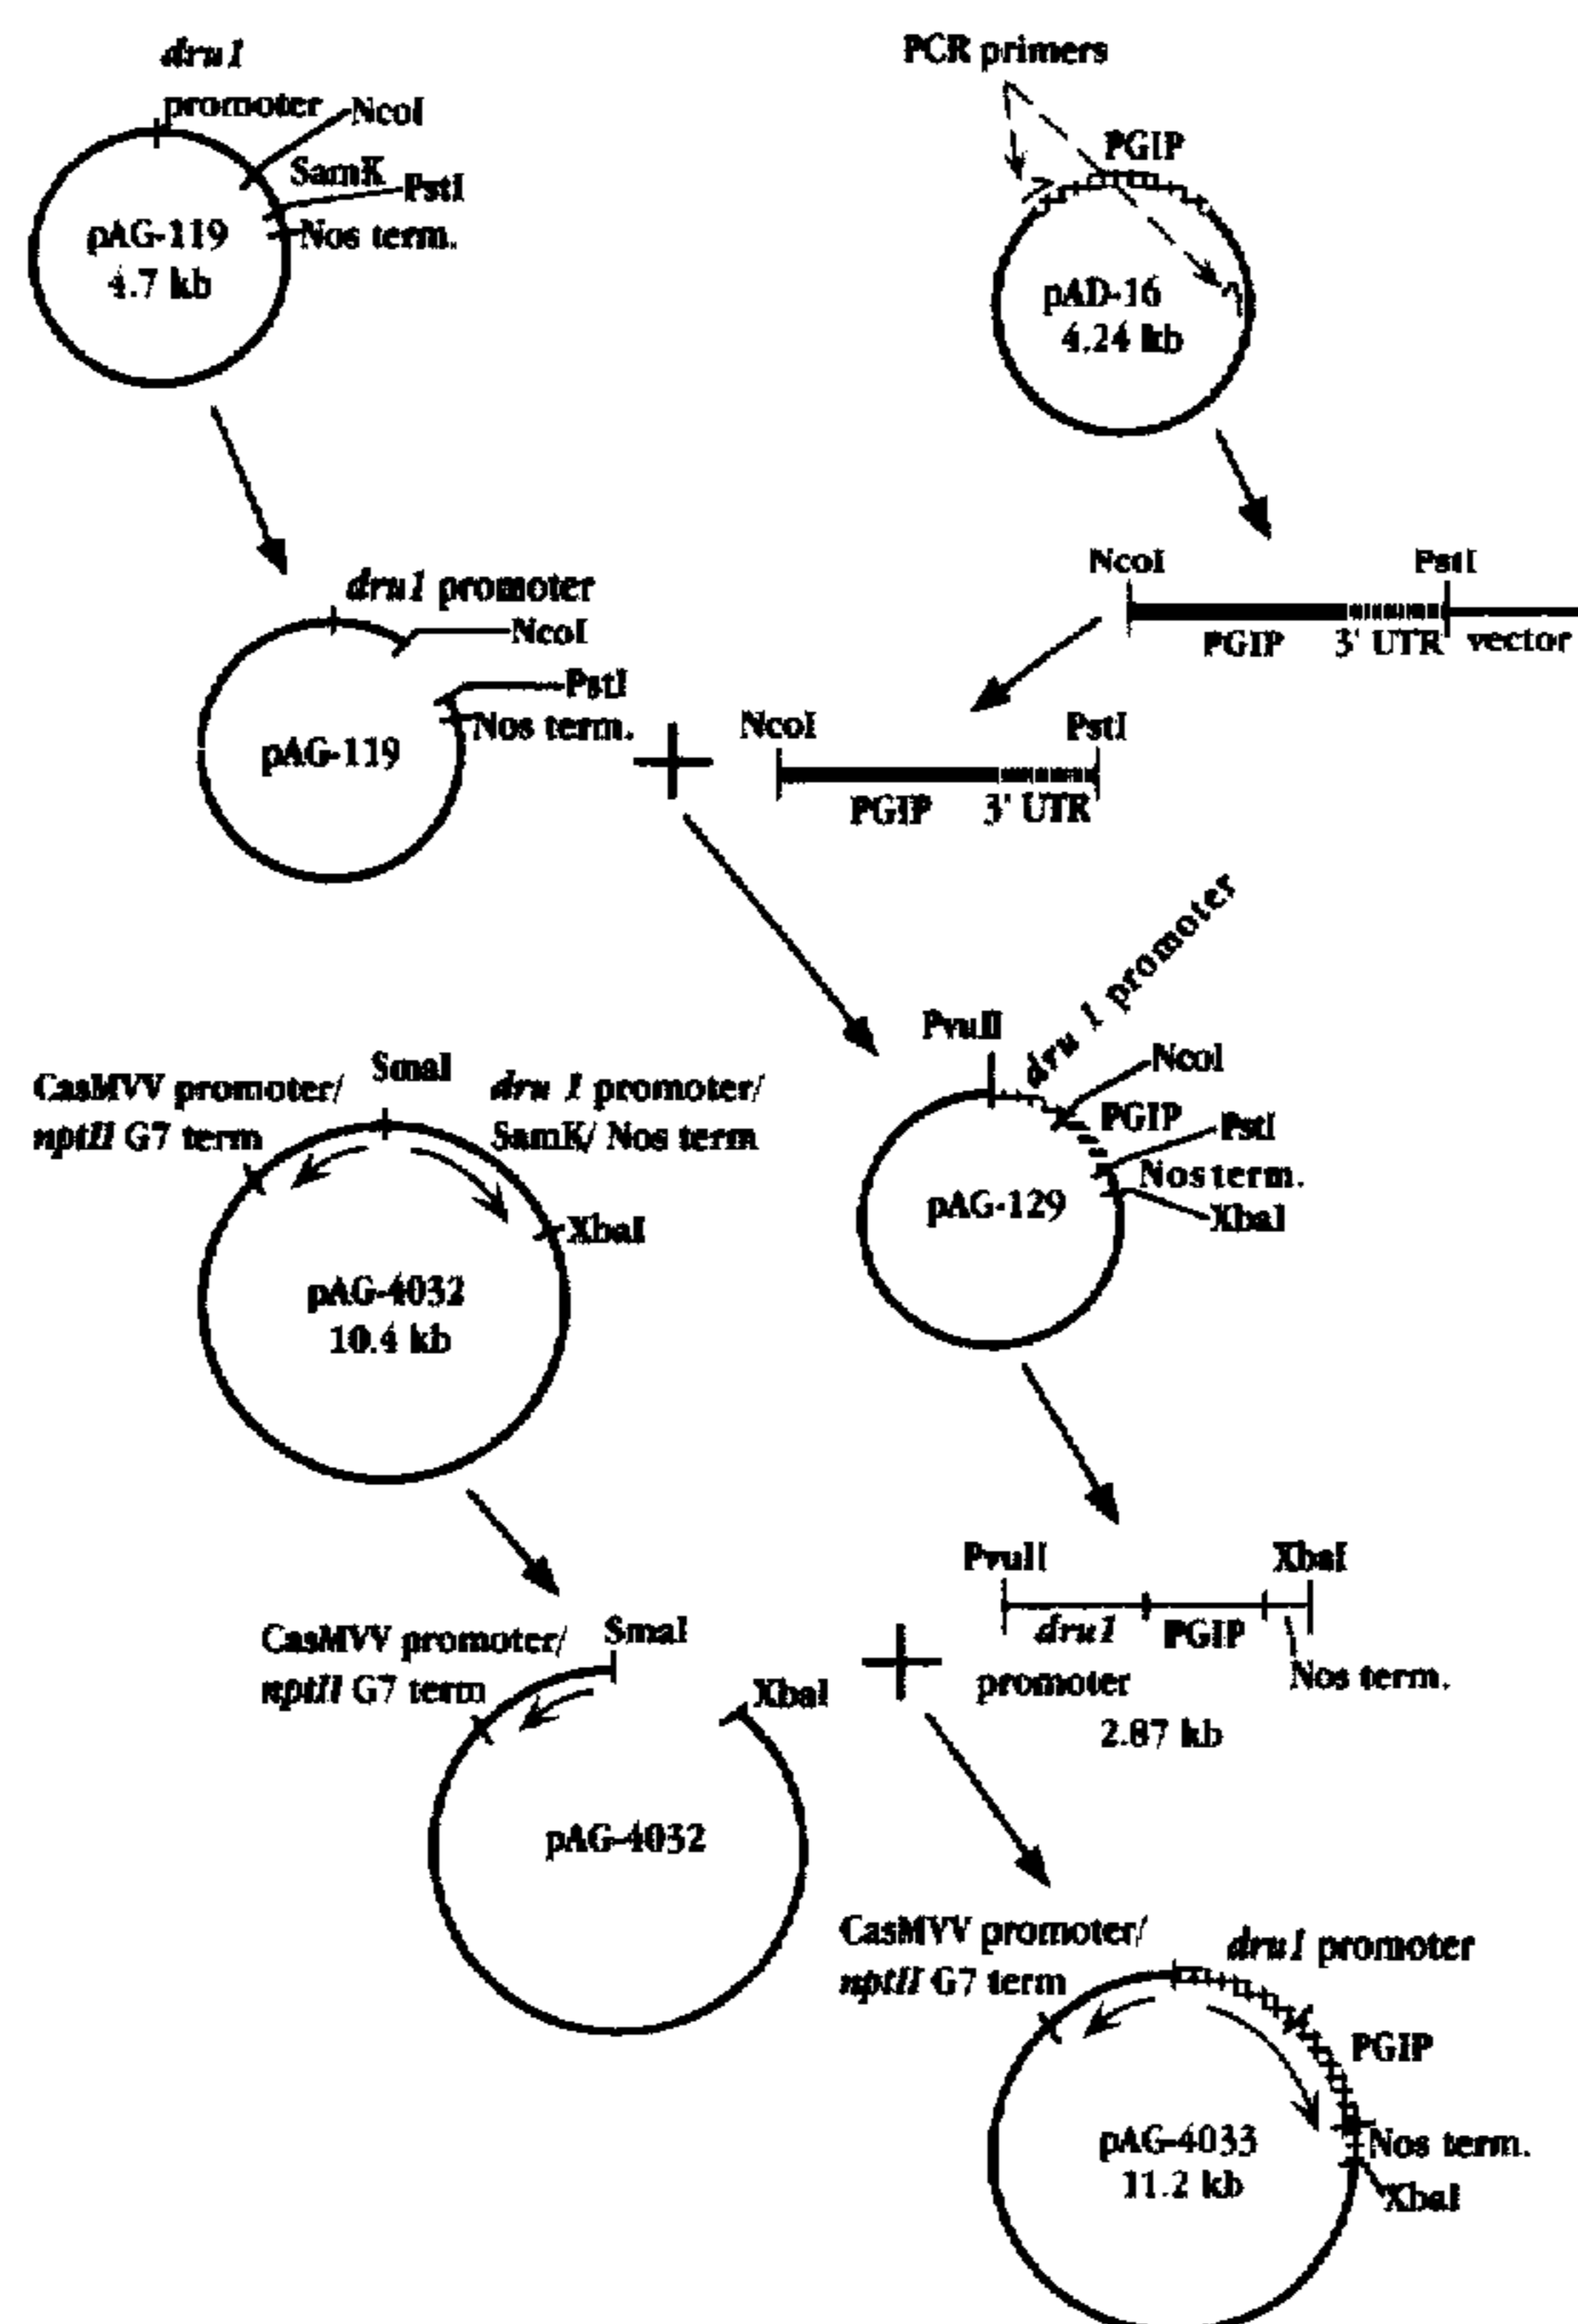 dru1
promoter
NcoI
SamK
PstI
Nos term.
pAG-119
4.7 kb
PCR primers
PGIP
pAD-16
4.24 kb
NcoI
PstI
PGIP
3' UTR
vector
dru1 promoter
NcoI
PstI
Nos term.
pAG-119
NcoI
PstI
PGIP
3' UTR
PvuII
dru 1 promoter
NcoI
PGIP
PstI
Nos term.
XbaI
pAG-129
CasMVV promoter/
nptII G7 term
SmaI
dru 1 promoter/
SamK/ Nos term
XbaI
pAG-4032
10.4 kb
PvuII
XbaI
dru1
promoter
PGIP
Nos term.
2.87 kb
CasMVV promoter/
nptII G7 term
SmaI
XbaI
pAG-4032
CasMVV promoter/
nptII G7 term
dru1 promoter
PGIP
Nos term.
XbaI
pAG-4033
11.2 kb